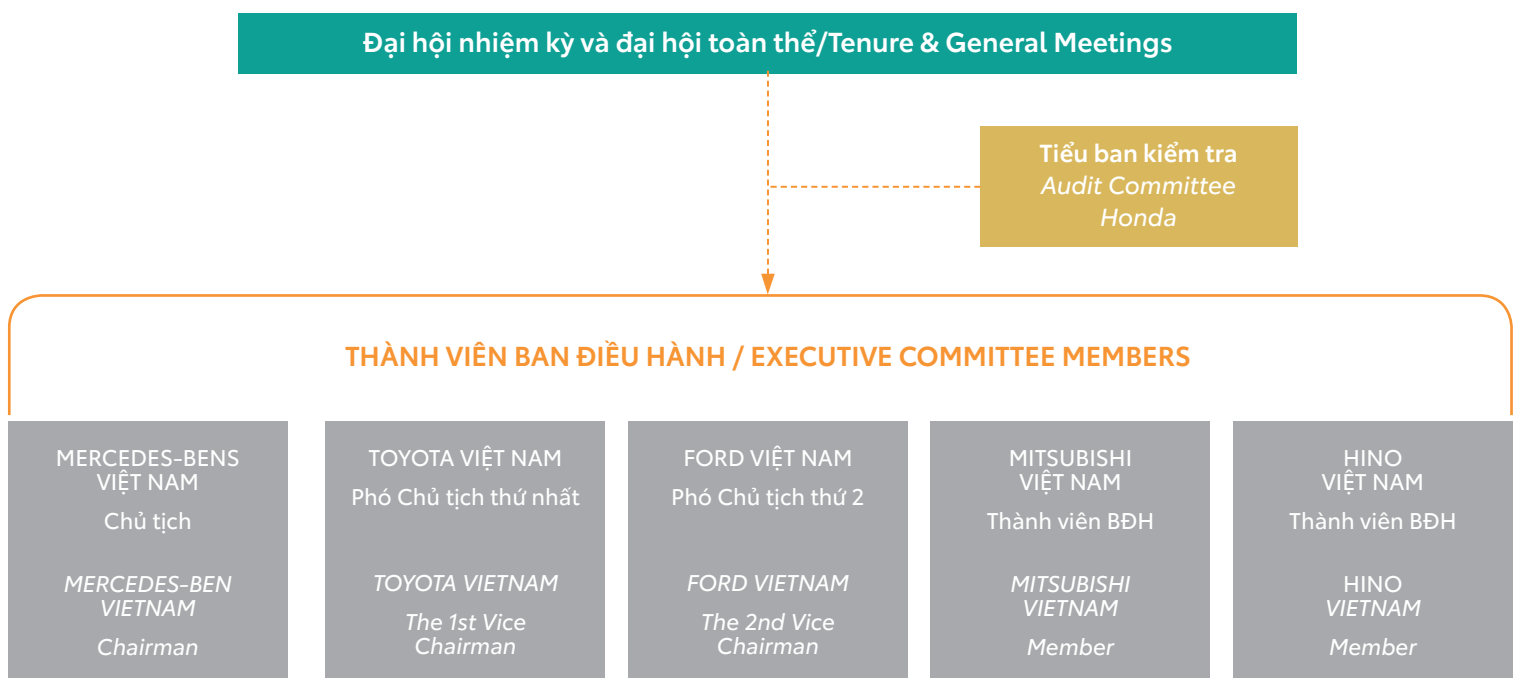 Đại hội nhiệm kỳ và đại hội toàn thể/Tenure & General Meetings
Tiểu ban kiểm tra
Audit Committee
Honda
THÀNH VIÊN BAN ĐIỀU HÀNH / EXECUTIVE COMMITTEE MEMBERS
MERCEDES-BENS
VIỆT NAM
Chủ tịch
MERCEDES-BEN
VIETNAM
Chairman
TOYOTA VIỆT NAM
Phó Chủ tịch thứ nhất
TOYOTA VIETNAM
The 1st Vice
Chairman
FORD VIỆT NAM
Phó Chủ tịch thứ 2
FORD VIETNAM
The 2nd Vice
Chairman
MITSUBISHI
VIỆT NAM
Thành viên BĐH
MITSUBISHI
VIETNAM
Member
HINO
VIỆT NAM
Thành viên BĐH
HINO
VIETNAM
Member